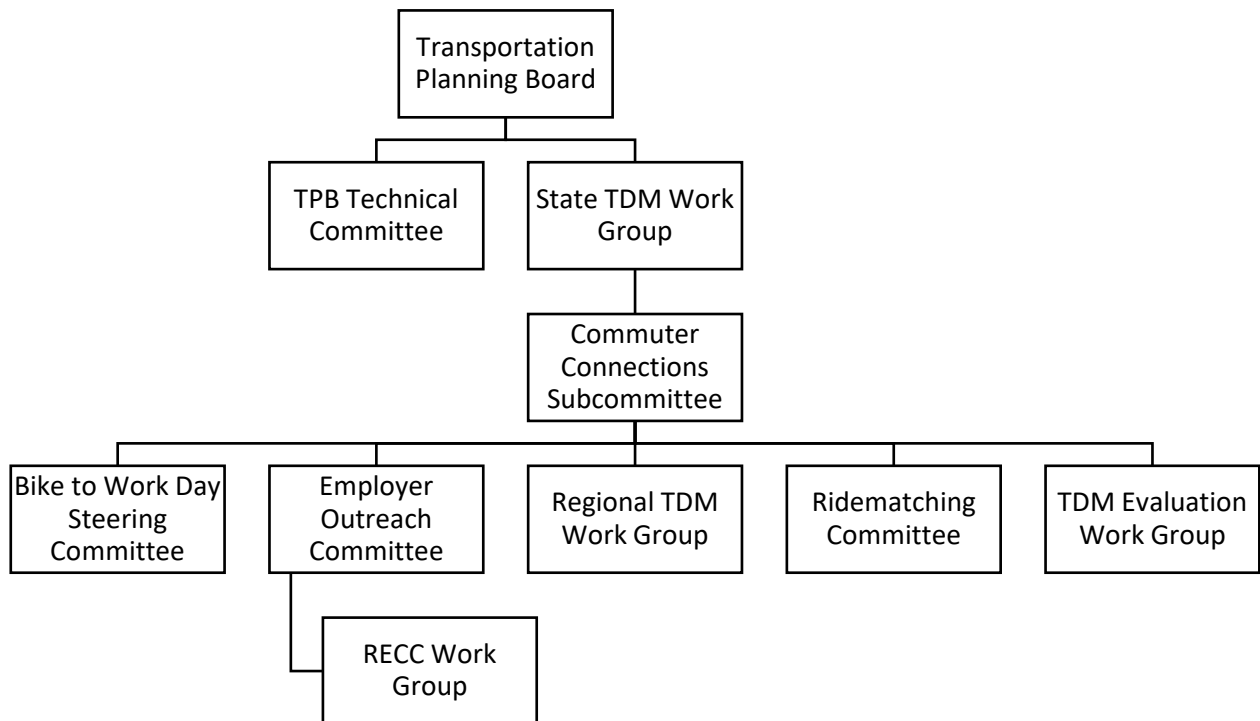 Transportation
Planning Board
TPB Technical
Committee
State TDM Work
Group
Commuter
Connections
Subcommittee
Bike to Work Day
Steering
Committee
Employer
Outreach
Committee
Regional TDM
Work Group
Ridematching
Committee
TDM Evaluation
Work Group
RECC Work
Group